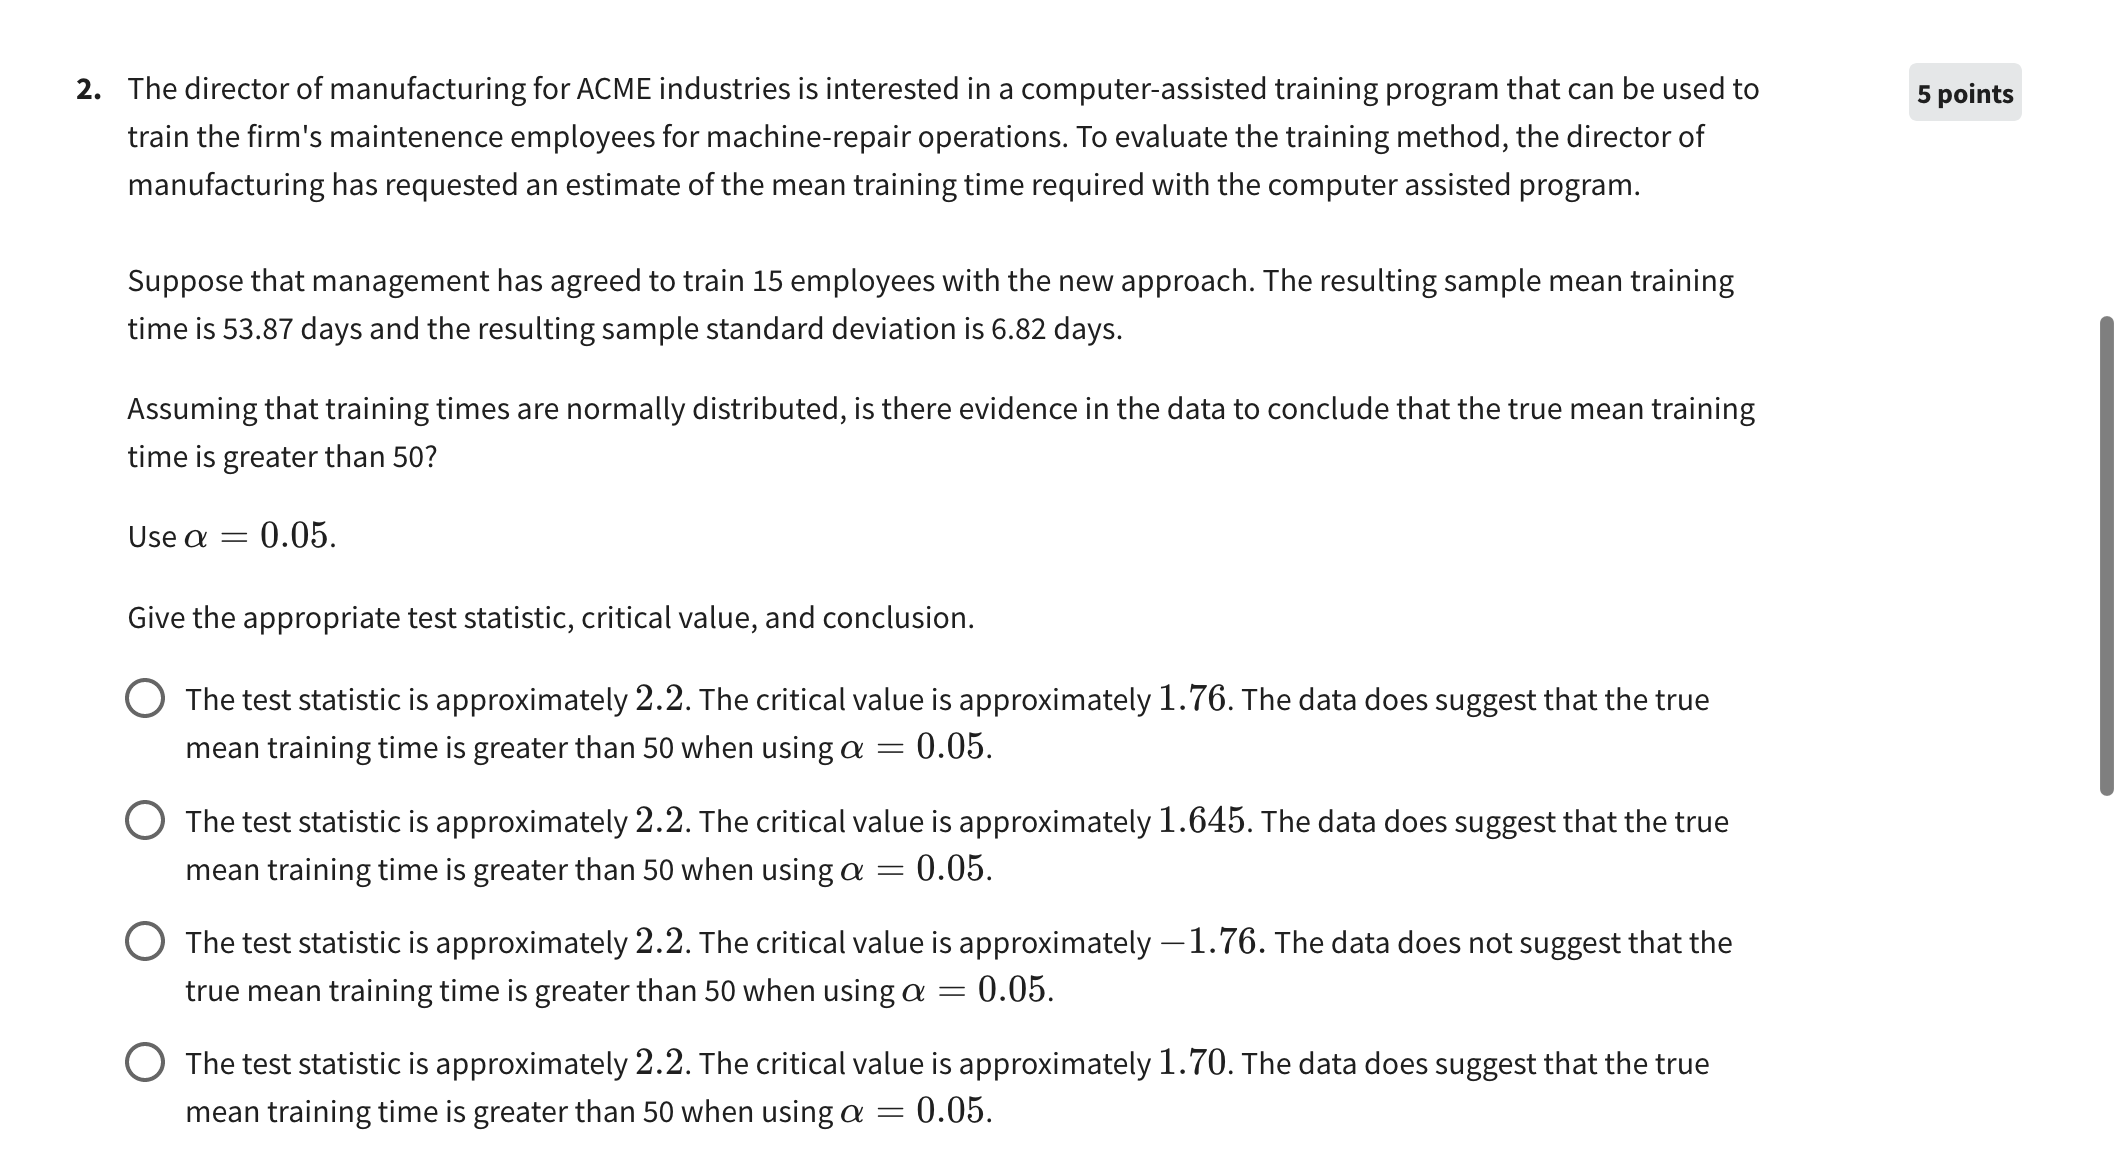 2. The director of manufacturing for ACME industries is interested in a computer-assisted training program that can be used to
5 points
train the firm's maintenence employees for machine-repair operations. To evaluate the training method, the director of
manufacturing has requested an estimate of the mean training time required with the computer assisted program.
Suppose that management has agreed to train 15 employees with the new approach. The resulting sample mean training
time is 53.87 days and the resulting sample standard deviation is 6.82 days.
Assuming that training times are normally distributed, is there evidence in the data to conclude that the true mean training
time is greater than 50?
Use α = 0.05.
Give the appropriate test statistic, critical value, and conclusion.
The test statistic is approximately 2.2. The critical value is approximately 1.76. The data does suggest that the true
mean training time is greater than 50 when using α = 0.05.
The test statistic is approximately 2.2. The critical value is approximately 1.645. The data does suggest that the true
mean training time is greater than 50 when using α = 0.05.
The test statistic is approximately 2.2. The critical value is approximately −1.76. The data does not suggest that the
true mean training time is greater than 50 when using α = 0.05.
The test statistic is approximately 2.2. The critical value is approximately 1.70. The data does suggest that the true
mean training time is greater than 50 when using α = 0.05.